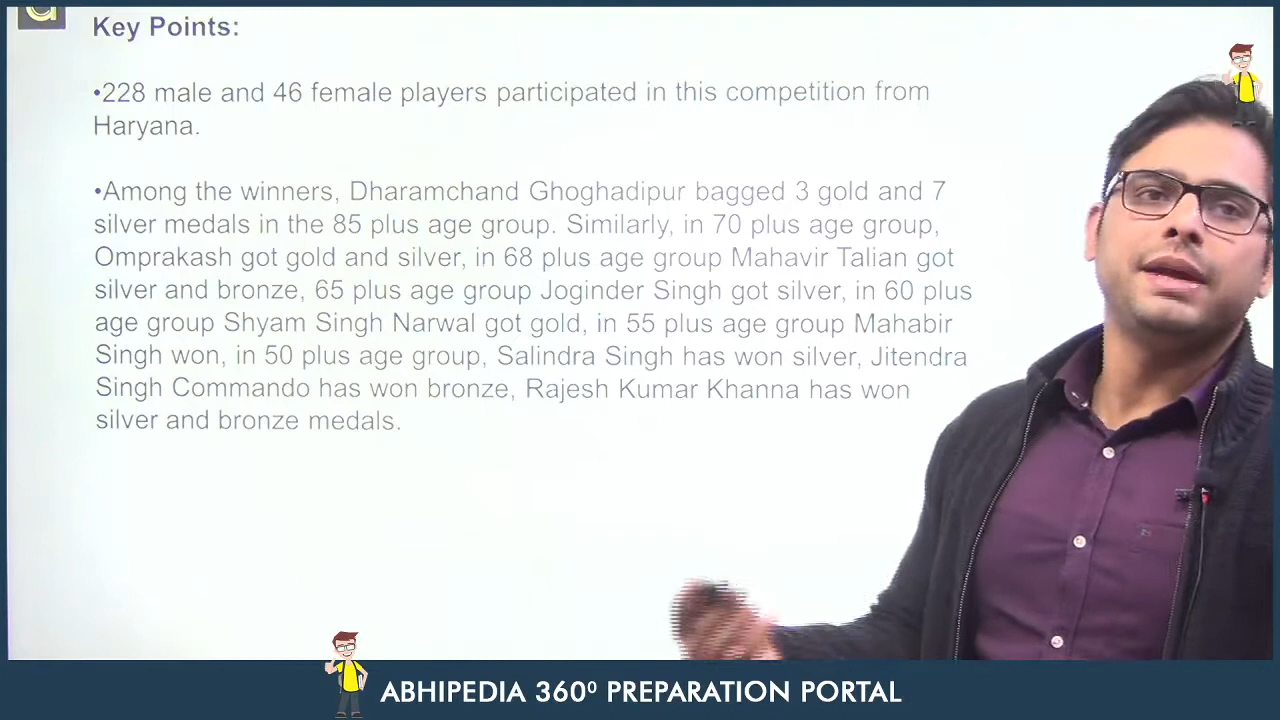 Key Points:
•228 male and 46 female players participated in this competition from
Haryana.
•Among the winners, Dharamchand Ghoghadipur bagged 3 gold and 7
silver medals in the 85 plus age group. Similarly, in 70 plus age group,
Omprakash got gold and silver, in 68 plus age group Mahavir Talian got
silver and bronze, 65 plus age group Joginder Singh got silver, in 60 plus
age group Shyam Singh Narwal got gold, in 55 plus age group Mahabir
Singh won, in 50 plus age group, Salindra Singh has won silver, Jitendra
Singh Commando has won bronze, Rajesh Kumar Khanna has won
silver and bronze medals.
ABHIPEDIA 360⁰ PREPARATION PORTAL